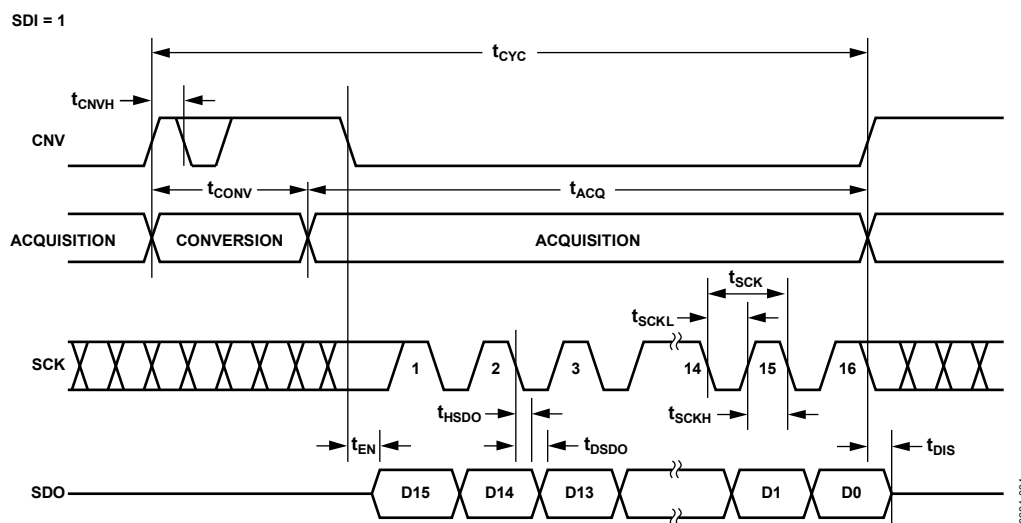 SDI = 1
tCYC
tCNVH
CNV
tCONV
tACQ
ACQUISITION
CONVERSION
ACQUISITION
tSCK
tSCKL
SCK
1
2
3
14
15
16
tHSDO
tSCKH
tEN
tDSDO
tDIS
SDO
D15
D14
D13
D1
D0